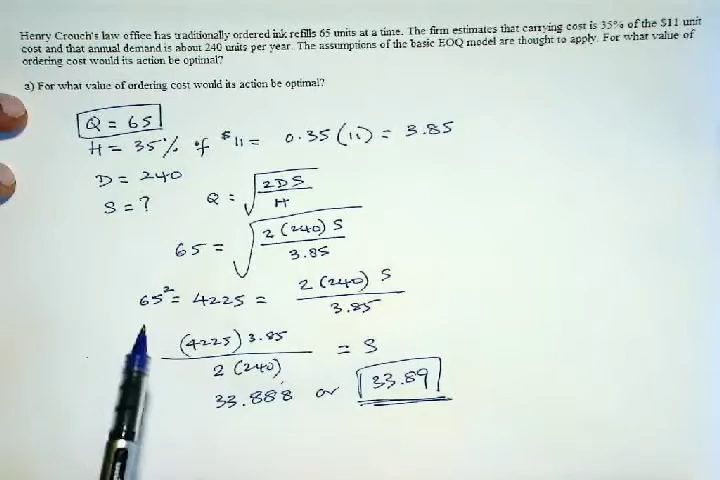 Henry Crouch's law office has traditionally ordered ink refills 65 units at a time. The firm estimates that carrying cost is 35% of the $11 unit
cost and that annual demand is about 240 units per year. The assumptions of the basic EOQ model are thought to apply. For what value of
ordering cost would its action be optimal?
a) For what value of ordering cost would its action be optimal?
Q = 65
H = 35% of $11 = 0.35 (11) = 3.85
D = 240
S = ?
Q = √(2DS / H)
65 = √(2 (240) S / 3.85)
65² = 4225 = 2 (240) S / 3.85
(4225) 3.85 / 2 (240) = S
33.888 or 33.89